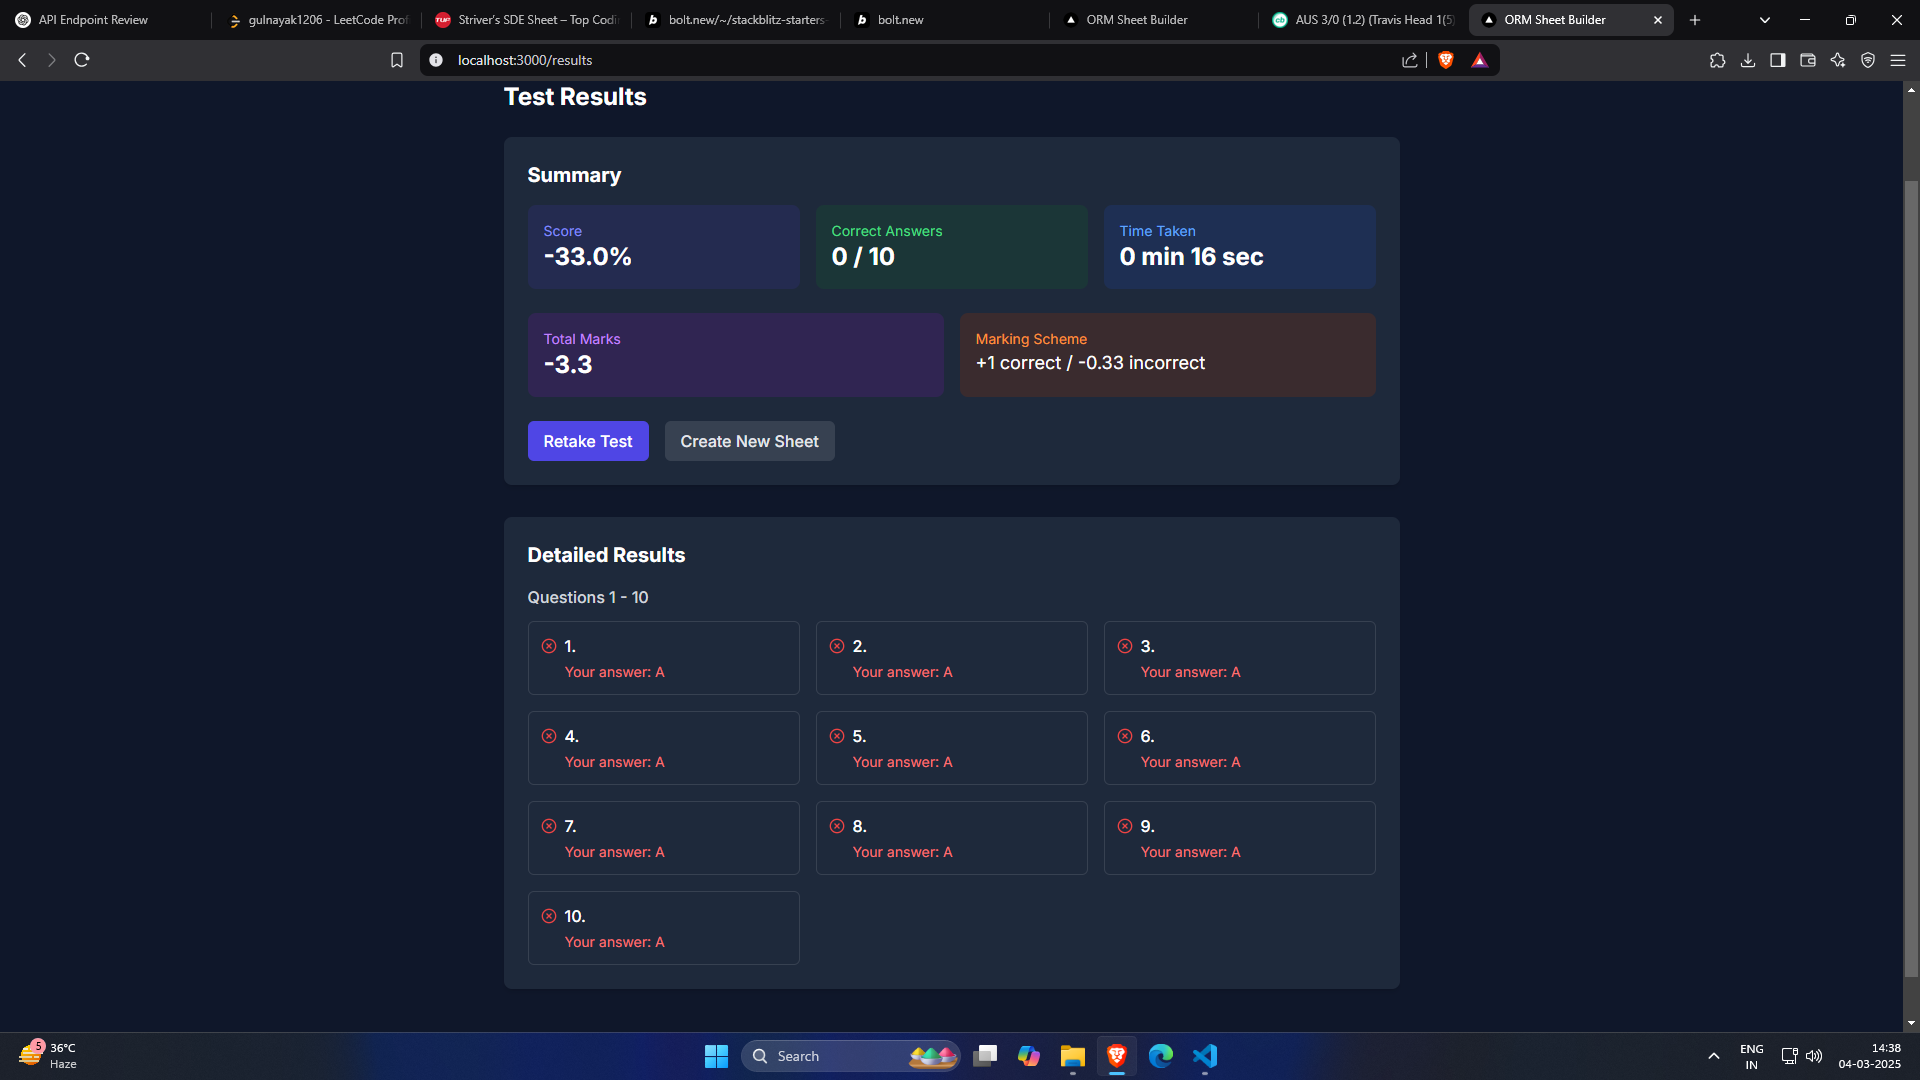 API Endpoint Review
gulnayak1206 - LeetCode Prof
Striver's SDE Sheet – Top Codi
bolt.new/~/stackblitz-starters-
bolt.new
ORM Sheet Builder
AUS 3/0 (1.2) (Travis Head 1(5)
ORM Sheet Builder
localhost:3000/results
Test Results
Summary
Score
-33.0%
Correct Answers
0 / 10
Time Taken
0 min 16 sec
Total Marks
-3.3
Marking Scheme
+1 correct / -0.33 incorrect
Retake Test
Create New Sheet
Detailed Results
Questions 1 - 10
1.
Your answer: A
2.
Your answer: A
3.
Your answer: A
4.
Your answer: A
5.
Your answer: A
6.
Your answer: A
7.
Your answer: A
8.
Your answer: A
9.
Your answer: A
10.
Your answer: A
5
36°C
Haze
Search
ENG
IN
14:38
04-03-2025